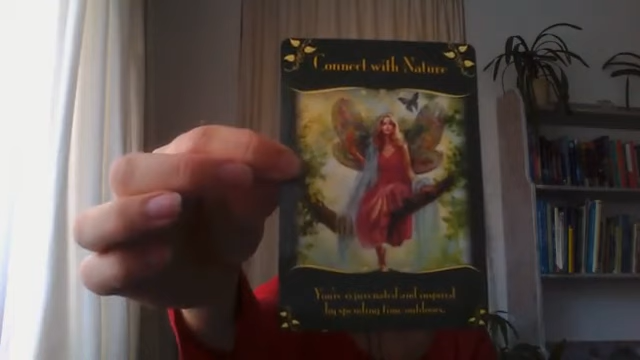 Connect with Nature
You're rejuvenated and inspired
by spending time outdoors.